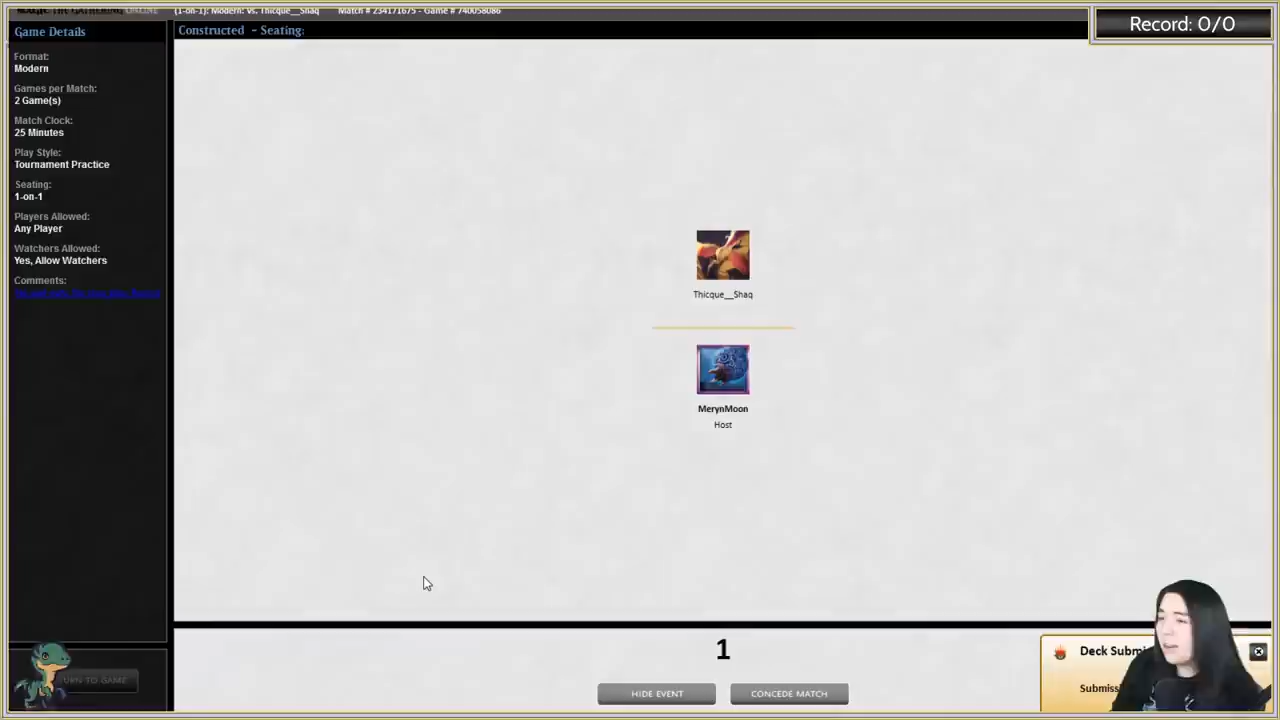 (1-on-1): Modern: vs. Thicque__Shaq Match # 234171675 - Game # 740058086
Game Details
Constructed - Seating:
Record: 0/0
Format:
Modern
Games per Match:
2 Game(s)
Match Clock:
25 Minutes
Play Style:
Tournament Practice
Seating:
1-on-1
Players Allowed:
Any Player
Watchers Allowed:
Yes, Allow Watchers
Comments:
Thicque__Shaq
MerynMoon
Host
1
Deck
TO GAME
HIDE EVENT
CONCEDE MATCH